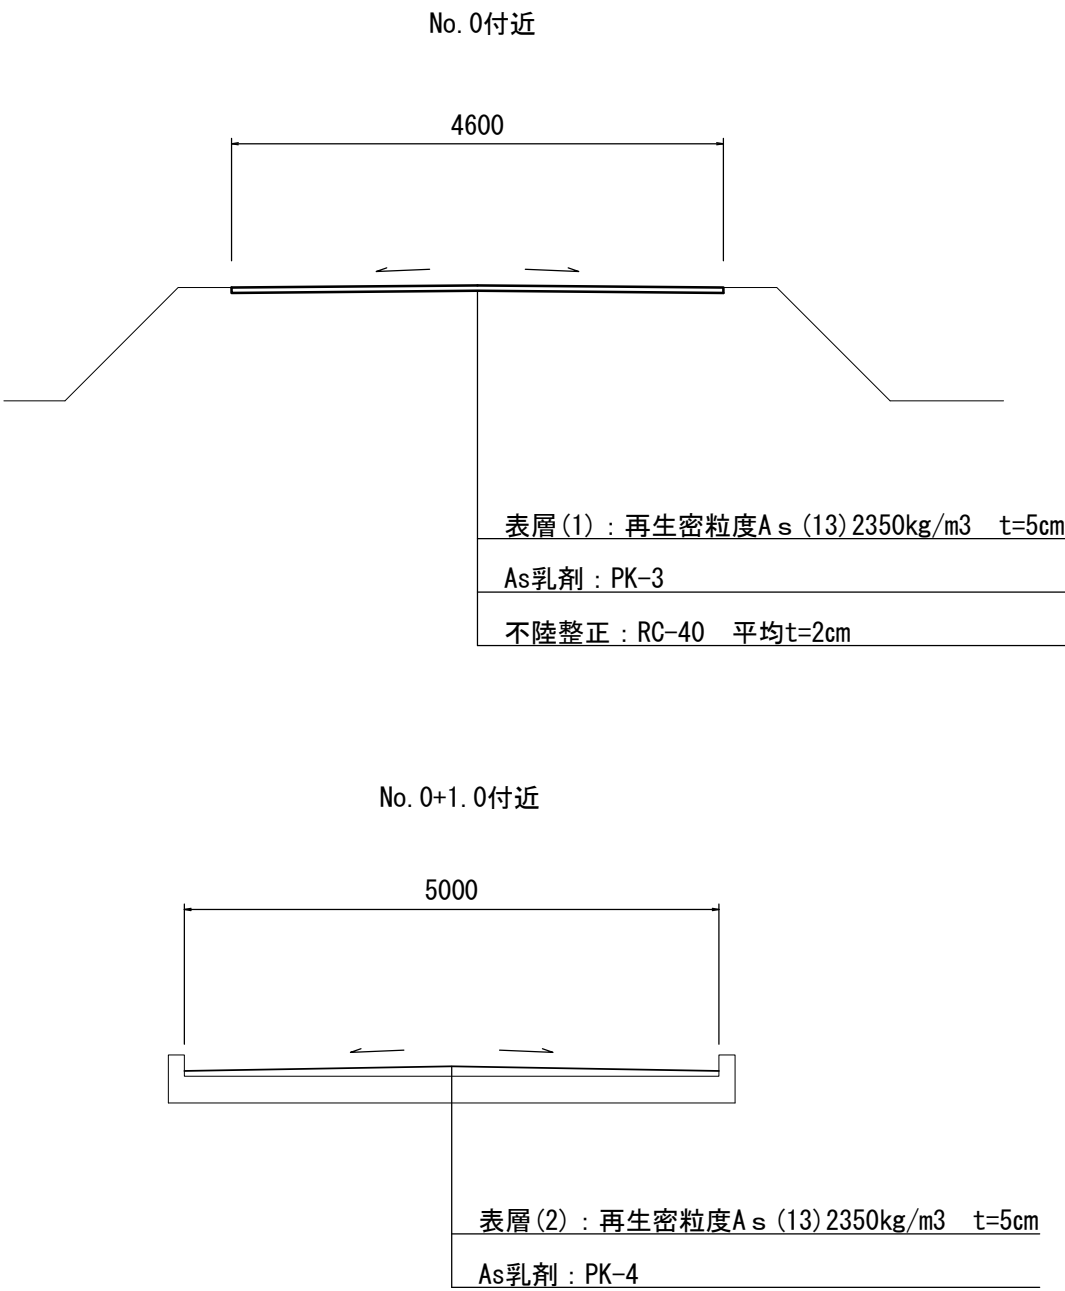 No.0付近
4600
表層(1)：再生密粒度Aｓ(13)2350kg/m3　t=5cm
As乳剤：PK-3
不陸整正：RC-40　平均t=2cm
No.0+1.0付近
5000
表層(2)：再生密粒度Aｓ(13)2350kg/m3　t=5cm
As乳剤：PK-4